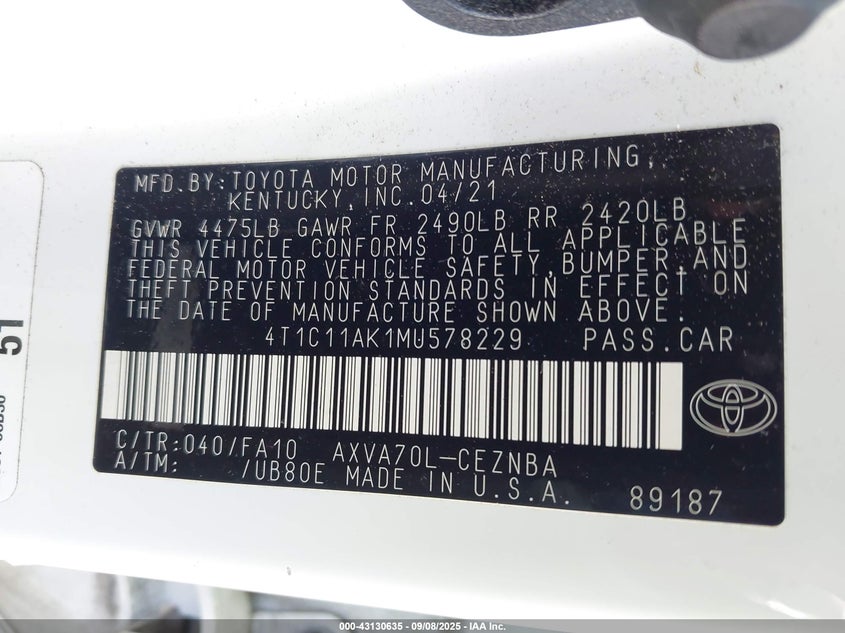 MFD.BY:TOYOTA MOTOR MANUFACTURING,
KENTUCKY,INC.04/21
GVWR 4475LB GAWR FR 2490LB RR 2420LB
THIS VEHICLE CONFORMS TO ALL APPLICABLE
FEDERAL MOTOR VEHICLE SAFETY,BUMPER,AND
THEFT PREVENTION STANDARDS IN EFFECT ON
THE DATE OF MANUFACTURE SHOWN ABOVE.
4T1C11AK1MU578229 PASS.CAR
C/TR:040/FA10 AXVA70L-CEZNBA
A/TM: /UB80E MADE IN U.S.A. 89187
51
000-43130635 - 09/08/2025 - IAA Inc.